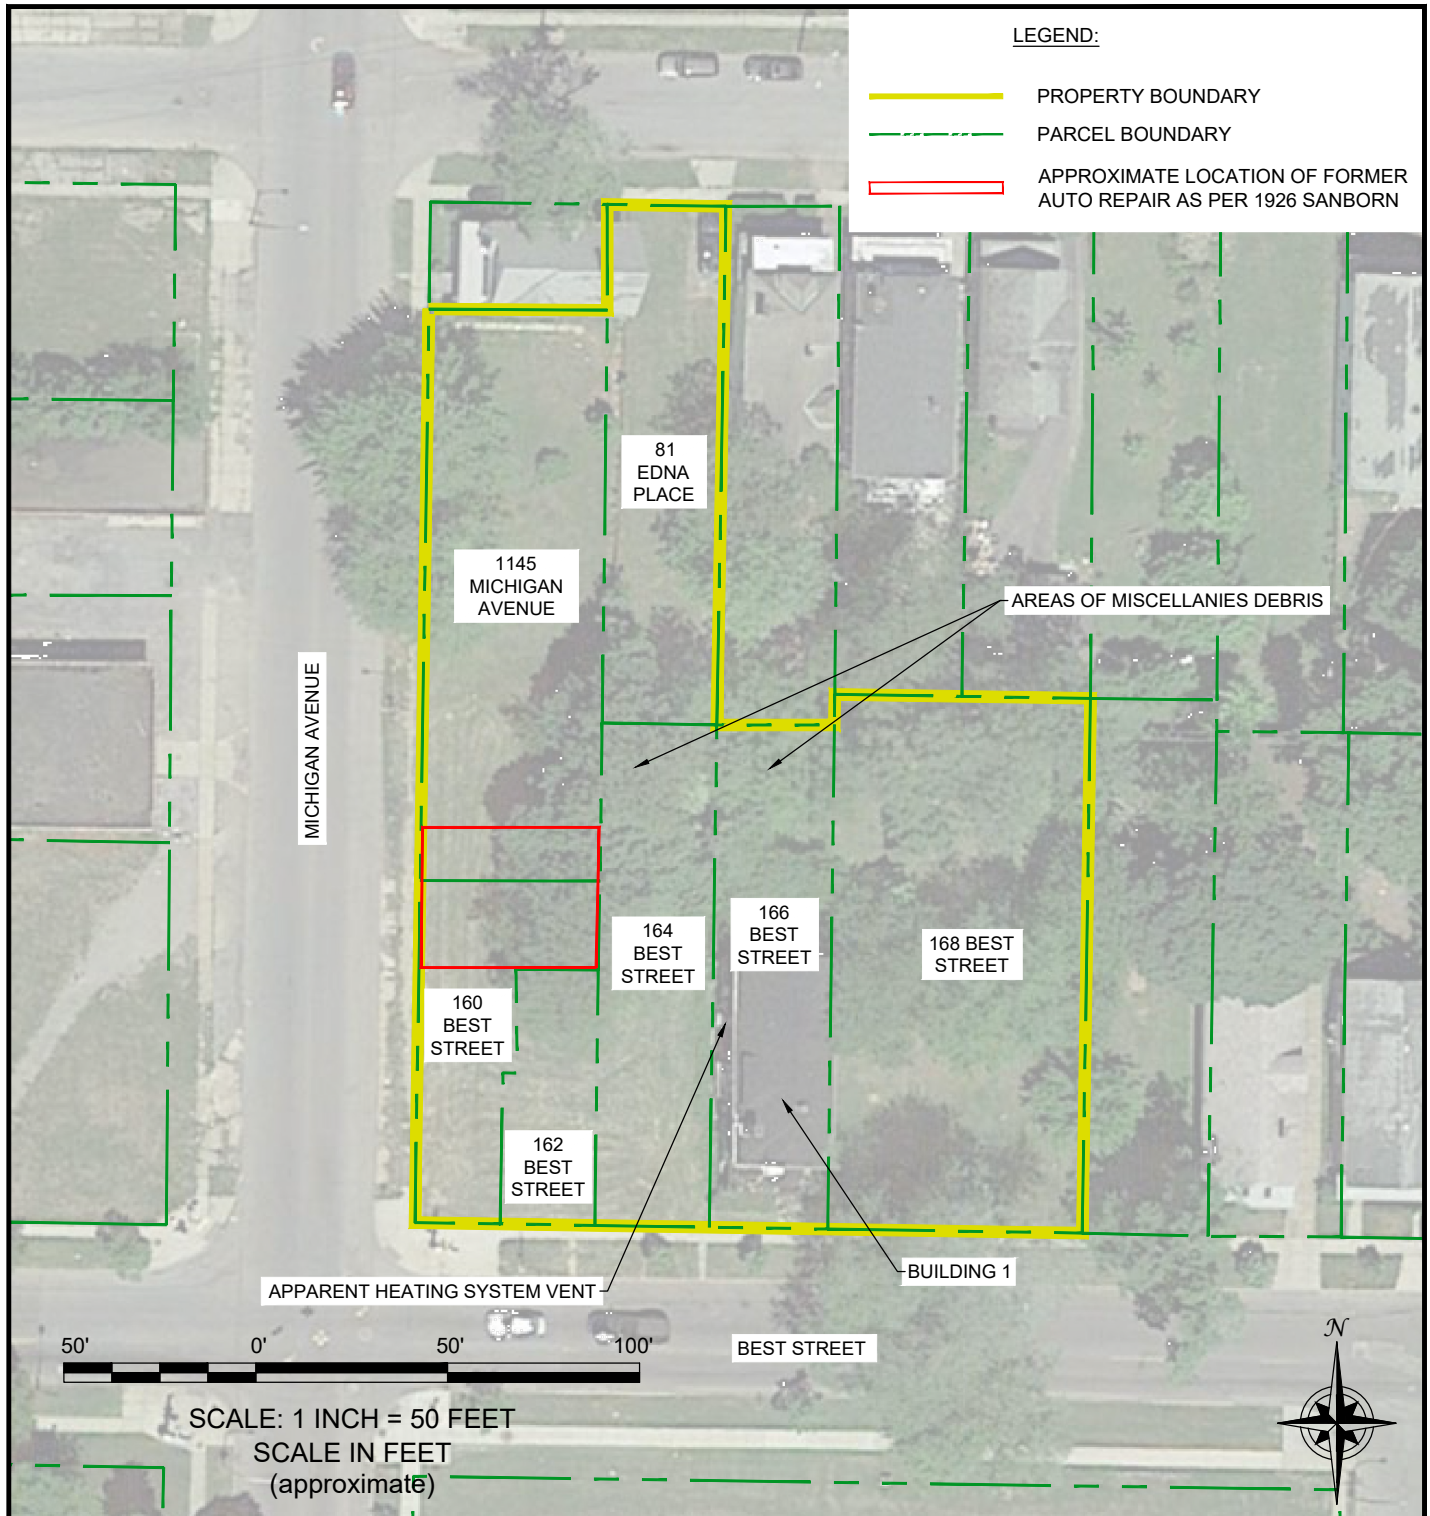 LEGEND:
PROPERTY BOUNDARY
PARCEL BOUNDARY
APPROXIMATE LOCATION OF FORMER
AUTO REPAIR AS PER 1926 SANBORN
81
EDNA
PLACE
1145
MICHIGAN
AVENUE
AREAS OF MISCELLANIES DEBRIS
MICHIGAN AVENUE
164
BEST
STREET
166
BEST
STREET
168 BEST
STREET
160
BEST
STREET
162
BEST
STREET
APPARENT HEATING SYSTEM VENT
BUILDING 1
BEST STREET
50'
0'
50'
100'
SCALE: 1 INCH = 50 FEET
SCALE IN FEET
(approximate)
N